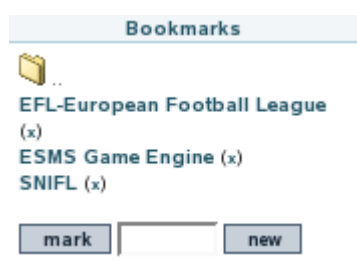 Bookmarks
..
EFL-European Football League
(x)
ESMS Game Engine (x)
SNIFL (x)
mark new